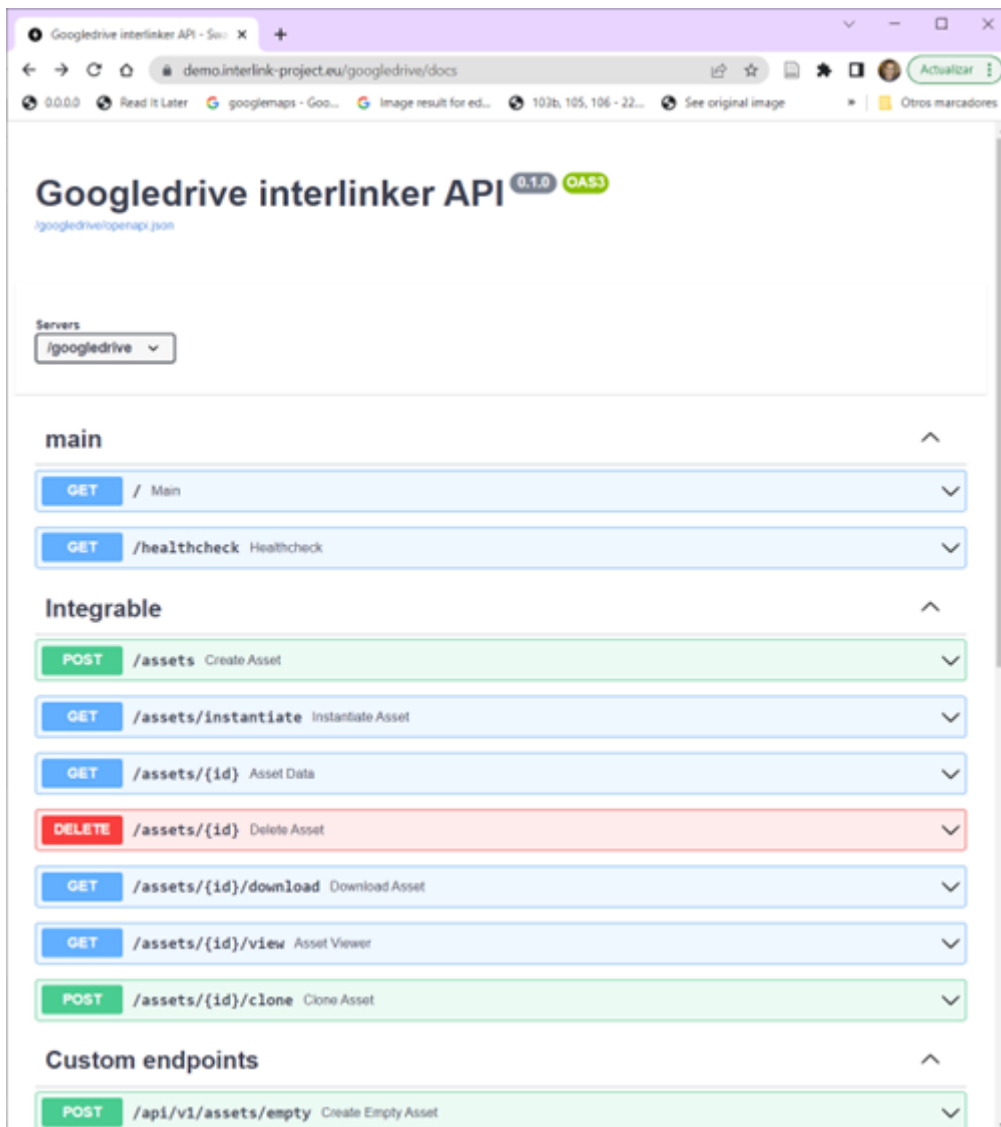 Googledrive interlinker API - Swa
demo.interlink-project.eu/googledrive/docs
Actualizar
0.0.0.0 Read It Later googlemaps - Goo... Image result for ed... 103b, 105, 106 - 22... See original image » Otros marcadores
Googledrive interlinker API 0.1.0 OAS3
/googledrive/openapi.json
Servers
/googledrive
main
GET / Main
GET /healthcheck Healthcheck
Integrable
POST /assets Create Asset
GET /assets/instantiate Instantiate Asset
GET /assets/{id} Asset Data
DELETE /assets/{id} Delete Asset
GET /assets/{id}/download Download Asset
GET /assets/{id}/view Asset Viewer
POST /assets/{id}/clone Clone Asset
Custom endpoints
POST /api/v1/assets/empty Create Empty Asset